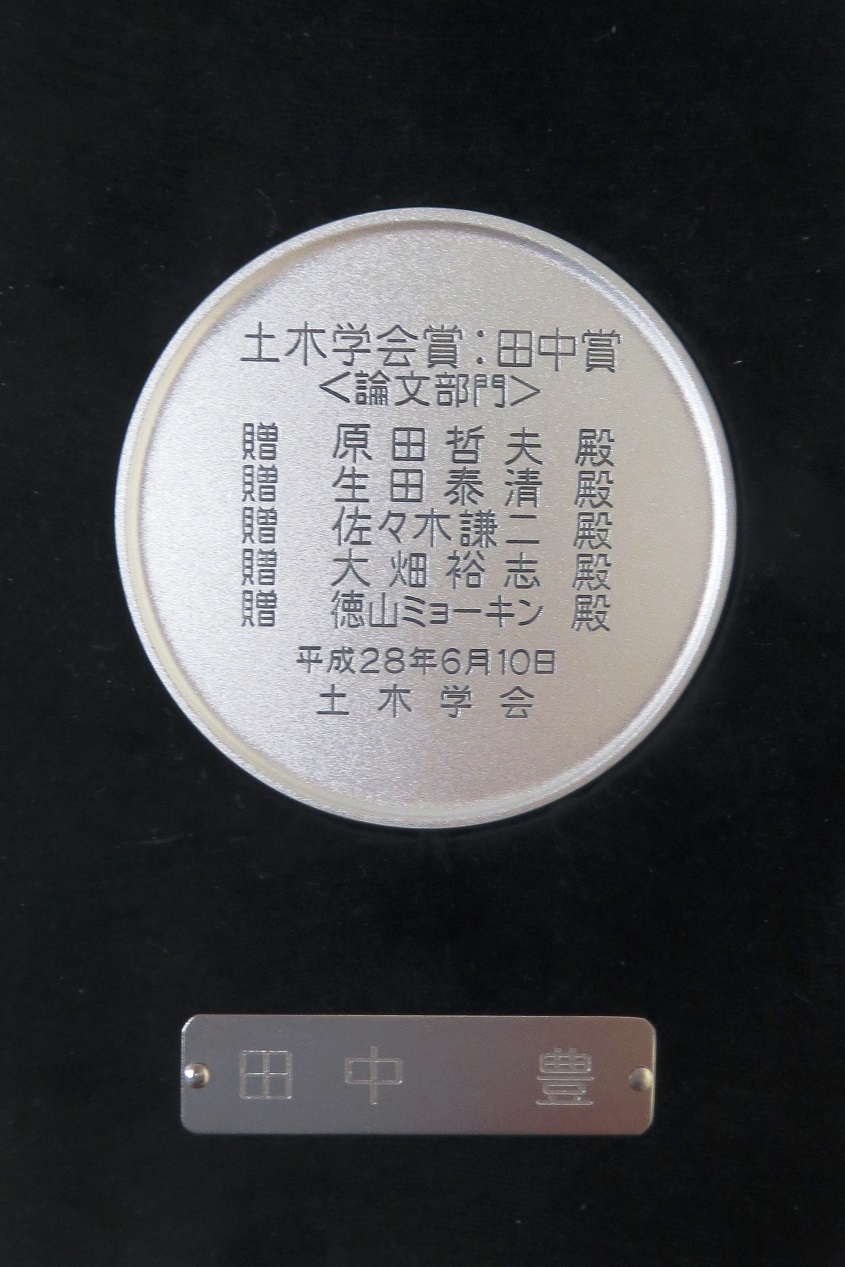 土木学会賞：田中賞
＜論文部門＞
贈 原田哲夫 殿
贈 生田泰清 殿
贈 佐々木謙二 殿
贈 大畑裕志 殿
贈 徳山ミョーキン 殿
平成28年6月10日
土木学会
田中 豊